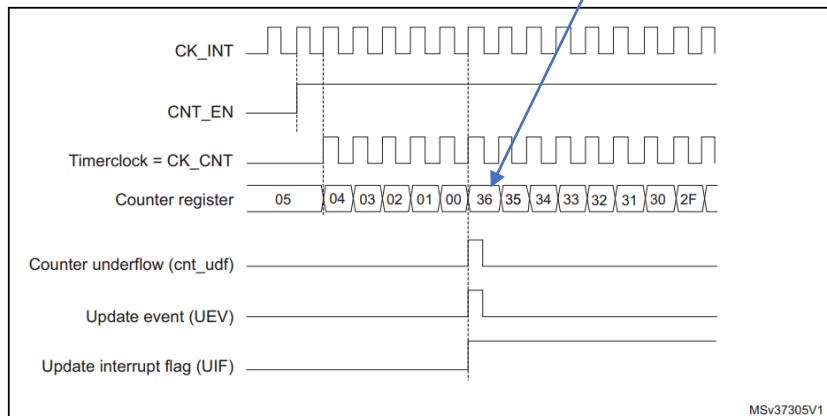 CK_INT
CNT_EN
Timerclock = CK_CNT
Counter register 05 04 03 02 01 00 36 35 34 33 32 31 30 2F
Counter underflow (cnt_udf)
Update event (UEV)
Update interrupt flag (UIF)
MSv37305V1